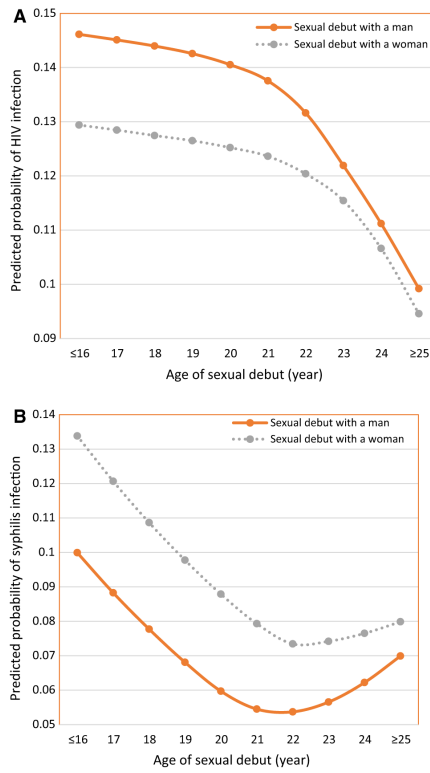 A
Predicted probability of HIV infection
0.15
0.14
0.13
0.12
0.11
0.1
0.09
Sexual debut with a man
Sexual debut with a woman
≤16 17 18 19 20 21 22 23 24 ≥25
Age of sexual debut (year)
B
Predicted probability of syphilis infection
0.14
0.13
0.12
0.11
0.1
0.09
0.08
0.07
0.06
0.05
Sexual debut with a man
Sexual debut with a woman
≤16 17 18 19 20 21 22 23 24 ≥25
Age of sexual debut (year)